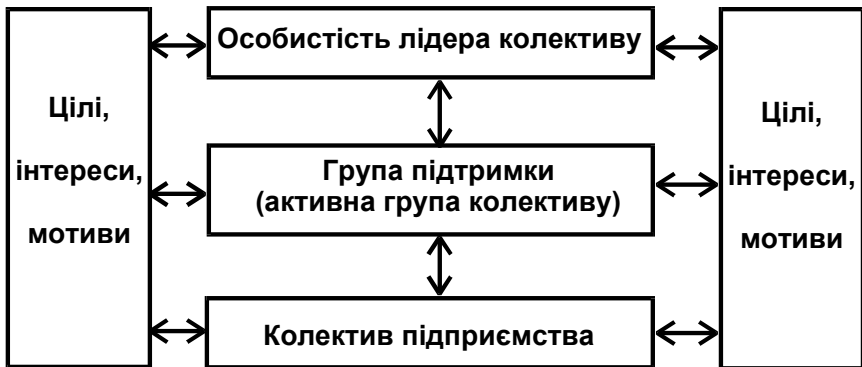 Особистість лідера колективу
Цілі,
інтереси,
мотиви
Група підтримки
(активна група колективу)
Цілі,
інтереси,
мотиви
Колектив підприємства